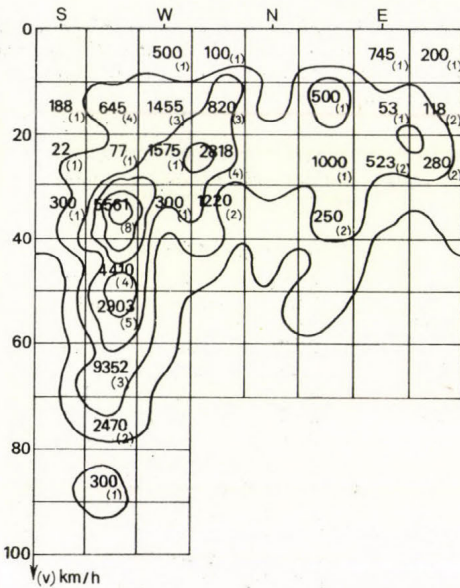 S W N E
0
500 (1) 100 (1) 745 (1) 200 (1)
188 (1) 645 (4) 1455 (3) 820 (3) 500 (1) 53 (1) 118 (2)
20
22 (1) 77 (1) 1575 (1) 2818 (4) 1000 (1) 523 (2) 280 (2)
300 (1) 5561 (8) 300 (1) 1220 (2) 250 (2)
40
4410 (4)
2903 (5)
60
9352 (3)
2470 (2)
80
300 (1)
100
(v) km/h